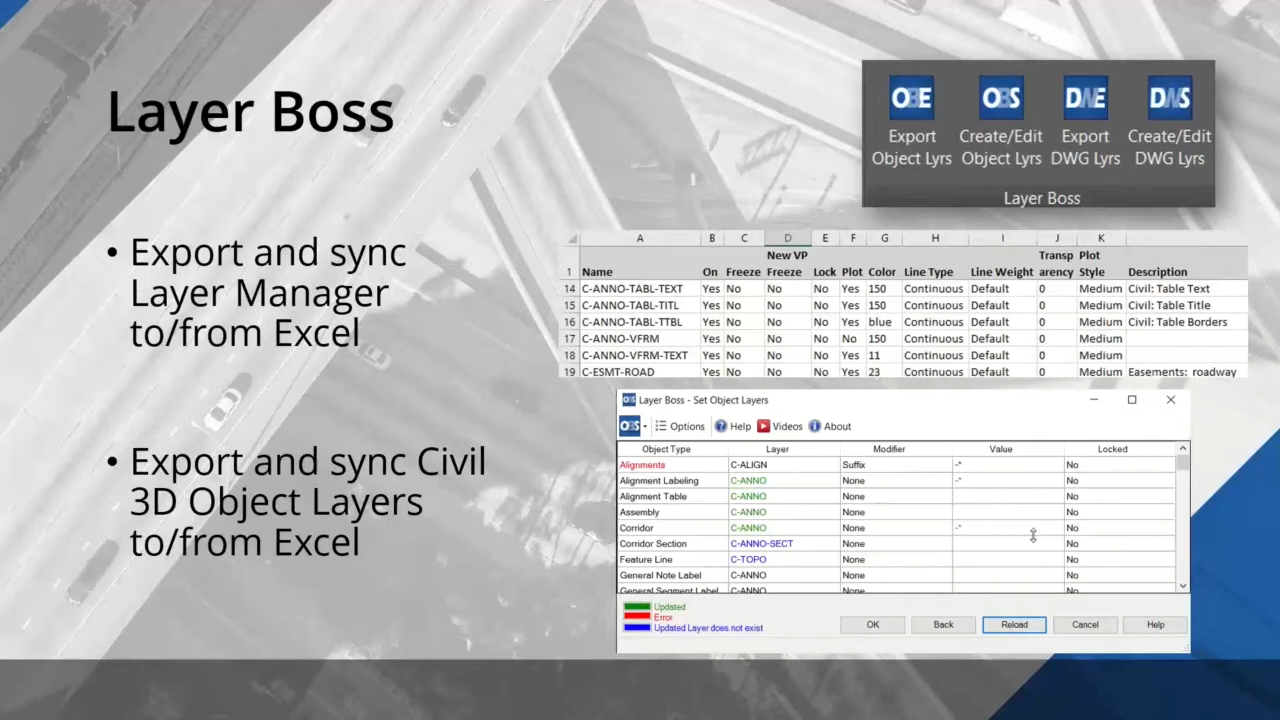 Layer Boss
• Export and sync
Layer Manager
to/from Excel
• Export and sync Civil
3D Object Layers
to/from Excel
OBE OBS DWE DWS
Export Create/Edit Export Create/Edit
Object Lyrs Object Lyrs DWG Lyrs DWG Lyrs
Layer Boss
A B C D E F G H I J K
New VP Transp Plot
1 Name On Freeze Freeze Lock Plot Color Line Type Line Weight arency Style Description
14 C-ANNO-TABL-TEXT Yes No No No Yes 150 Continuous Default 0 Medium Civil: Table Text
15 C-ANNO-TABL-TITL Yes No No No Yes 150 Continuous Default 0 Medium Civil: Table Title
16 C-ANNO-TABL-TTBL Yes No No No Yes blue Continuous Default 0 Medium Civil: Table Borders
17 C-ANNO-VFRM Yes No No No No 150 Continuous Default 0 Medium
18 C-ANNO-VFRM-TEXT Yes No No No Yes 11 Continuous Default 0 Medium
19 C-ESMT-ROAD Yes No No No Yes 23 Continuous Default 0 Medium Easements: roadway
OBS Layer Boss - Set Object Layers
OBS Options Help Videos About
Object Type Layer Modifier Value Locked
Alignments C-ALIGN Suffix -* No
Alignment Labeling C-ANNO None -* No
Alignment Table C-ANNO None No
Assembly C-ANNO None No
Corridor C-ANNO None -* No
Corridor Section C-ANNO-SECT None No
Feature Line C-TOPO None No
General Note Label C-ANNO None No
General Segment Label C-ANNO None No
Updated
Error
Updated Layer does not exist
OK Back Reload Cancel Help